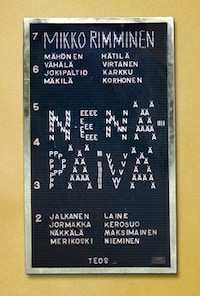 7 MIKKO RIMMINEN
MÄHÖNEN HÄTILÄ
6 VÄHÄLÄ VIRTANEN
JOKIPALTIO KARKKU
MÄKILÄ KORHONEN
5
NENÄ-
4
PÄIVÄ
3
2 JALKANEN LAINE
JORMAKKA KEROSUO
NÄKKÄLÄ MAKSIMAINEN
MERIKOSKI NIEMINEN
TEOS